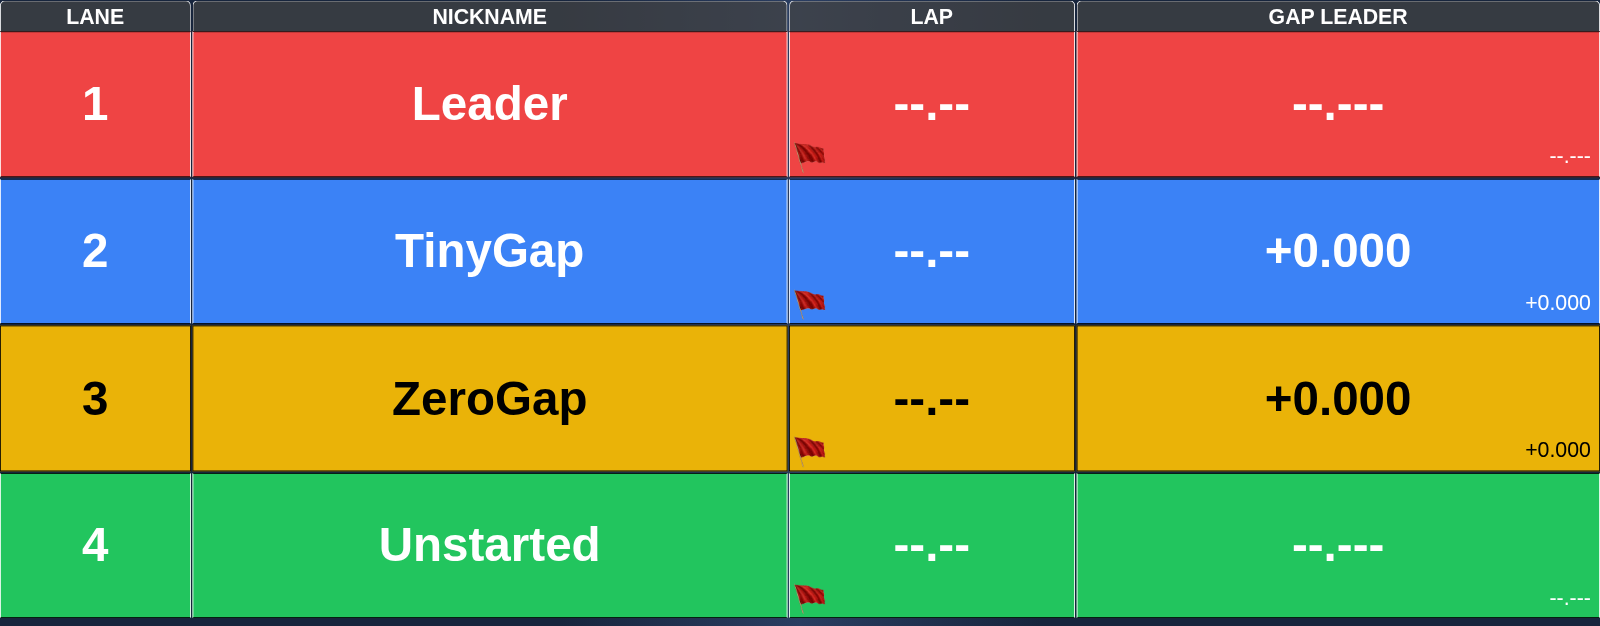 LANE NICKNAME LAP GAP LEADER
1 Leader --.-- --.---
--.---
2 TinyGap --.-- +0.000
+0.000
3 ZeroGap --.-- +0.000
+0.000
4 Unstarted --.-- --.---
--.---